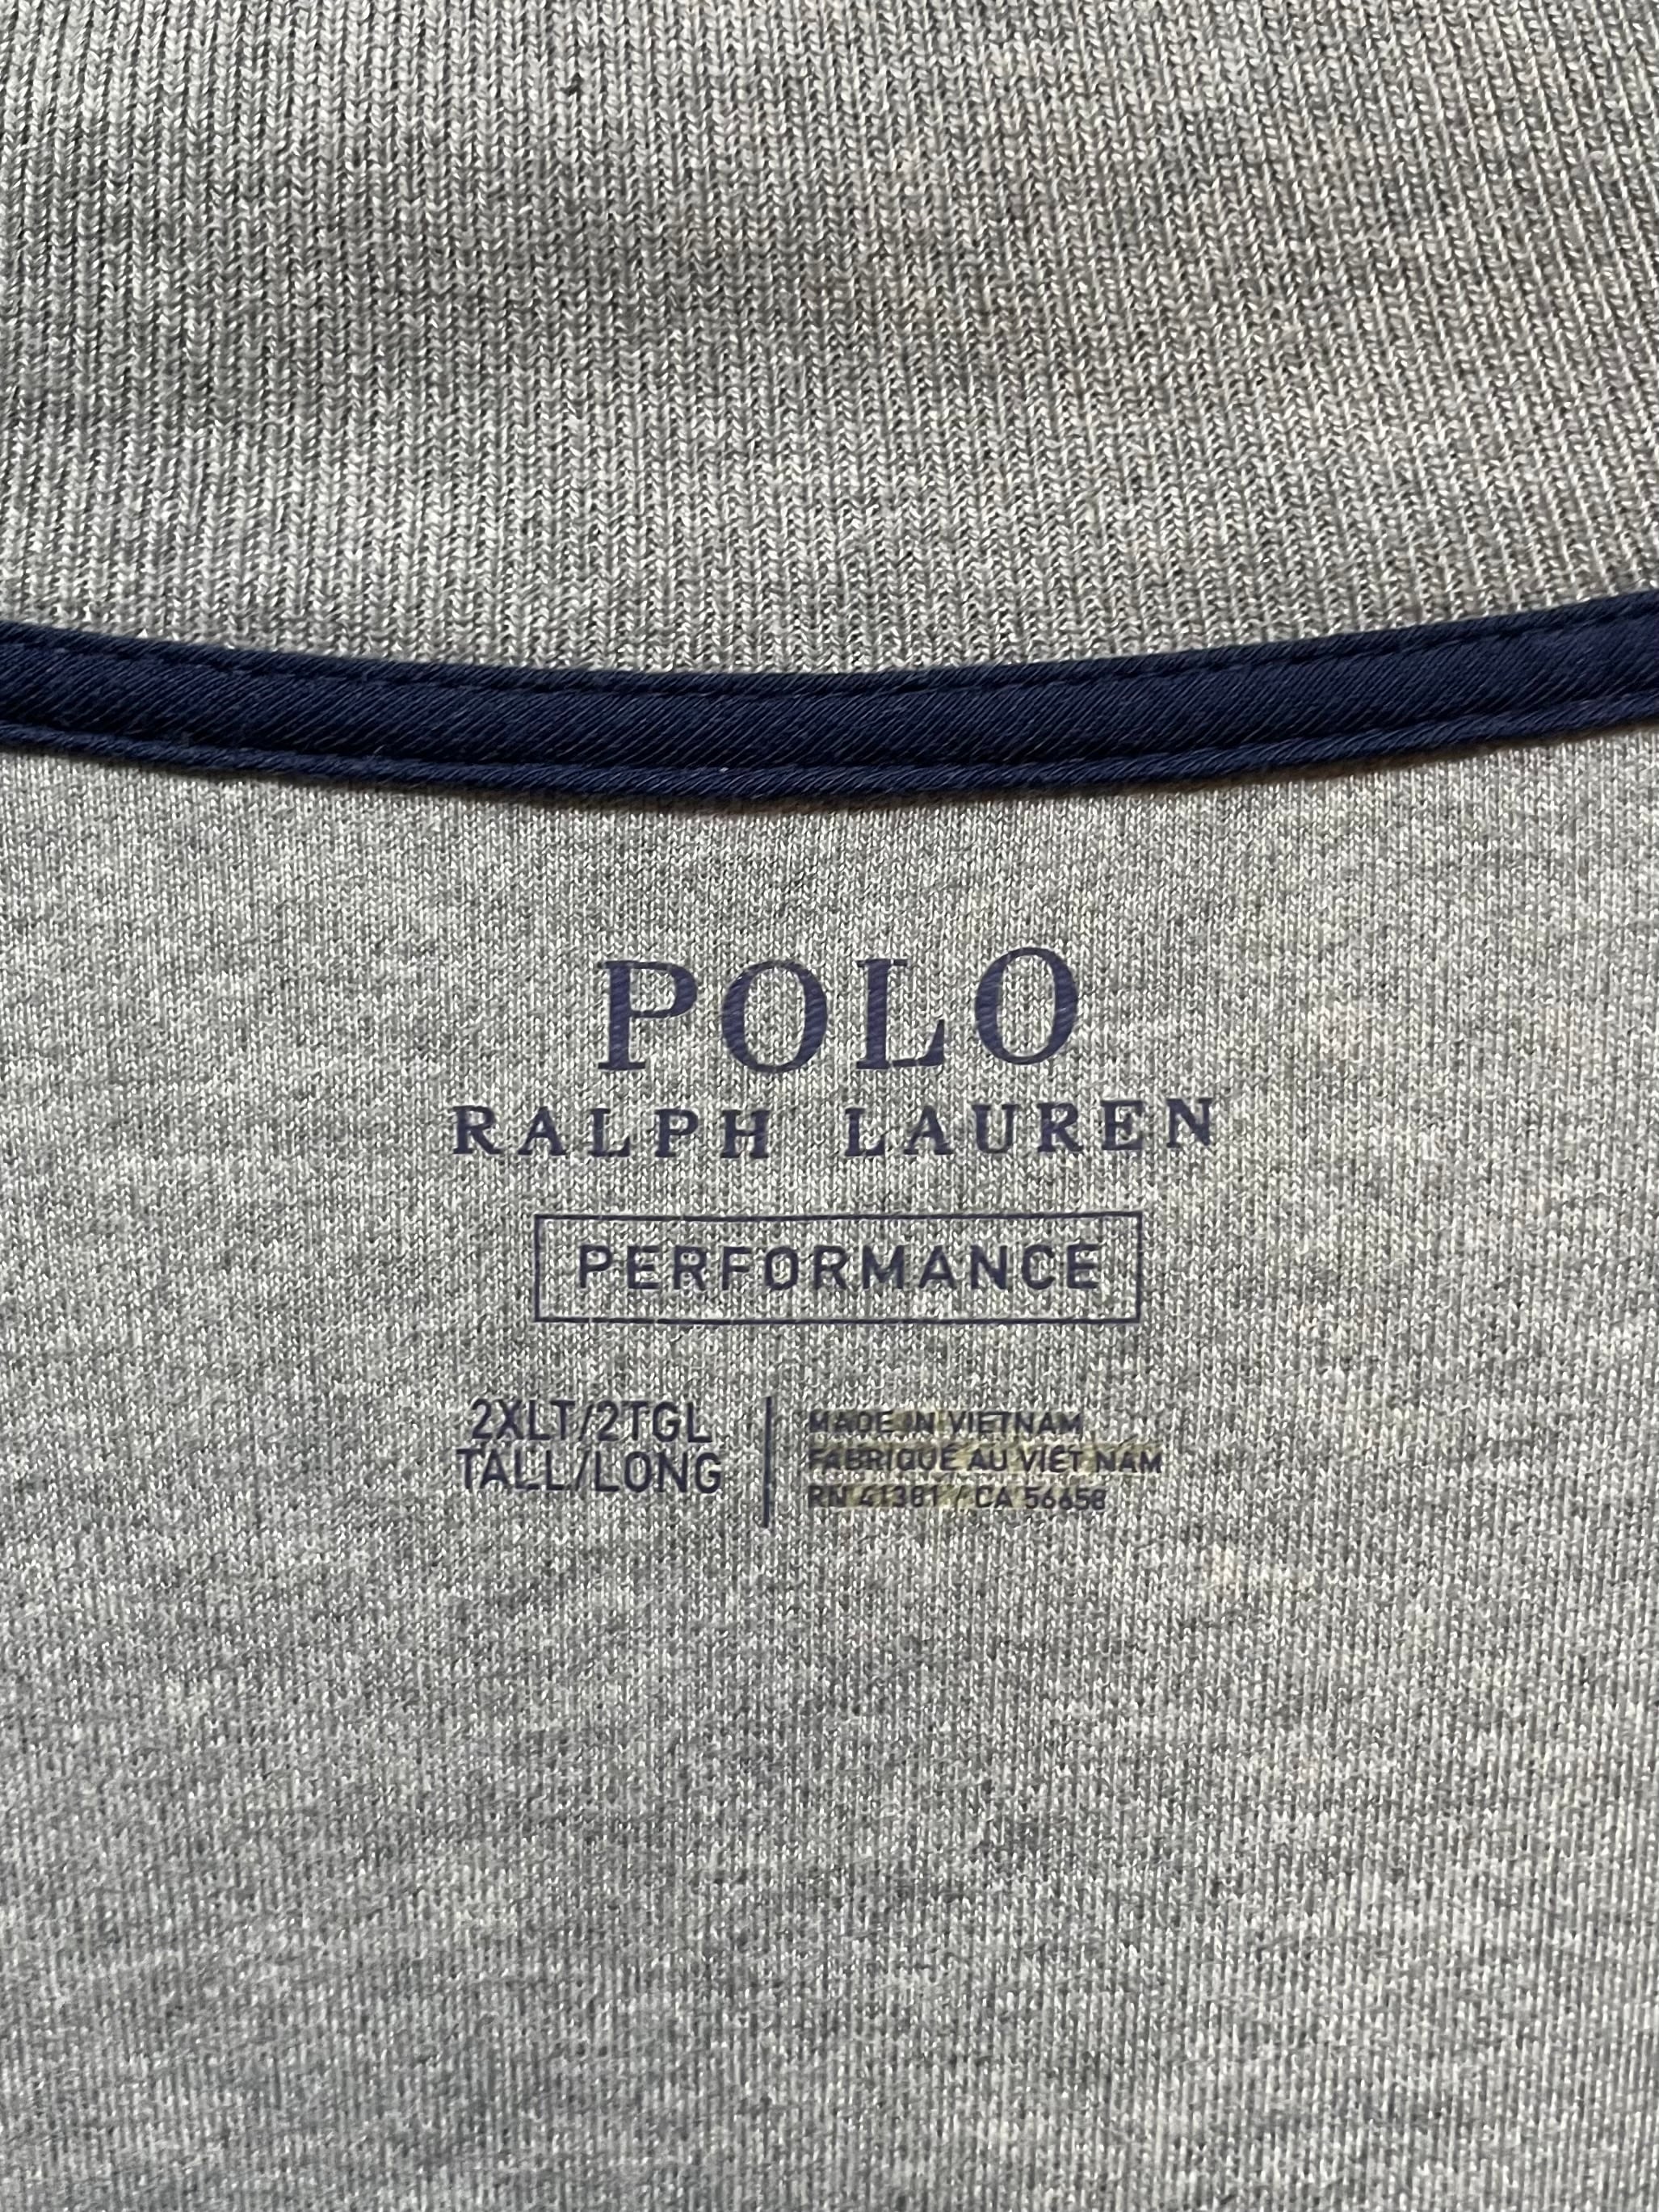 POLO
RALPH LAUREN
PERFORMANCE
2XLT/2TGL
TALL/LONG
MADE IN VIETNAM
FABRIQUÉ AU VIET NAM
RN 41381 / CA 56658